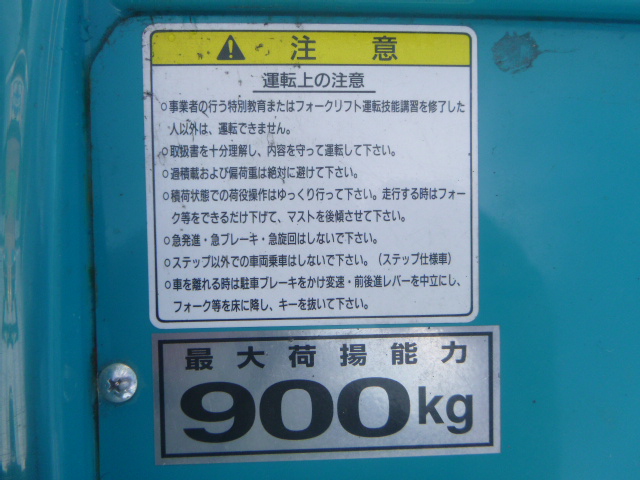 注 意
運転上の注意
○事業者の行う特別教育またはフォークリフト運転技能講習を修了した
人以外は、運転できません。
○取扱書を十分理解し、内容を守って運転して下さい。
○過積載および偏荷重は絶対に避けて下さい。
○積荷状態での荷役操作はゆっくり行って下さい。走行する時はフォー
ク等をできるだけ下げて、マストを後傾させて下さい。
○急発進・急ブレーキ・急旋回はしないで下さい。
○ステップ以外での車両乗車はしないで下さい。(ステップ仕様車)
○車を離れる時は駐車ブレーキをかけ変速・前後進レバーを中立にし、
フォーク等を床に降し、キーを抜いて下さい。
最大荷揚能力
900kg